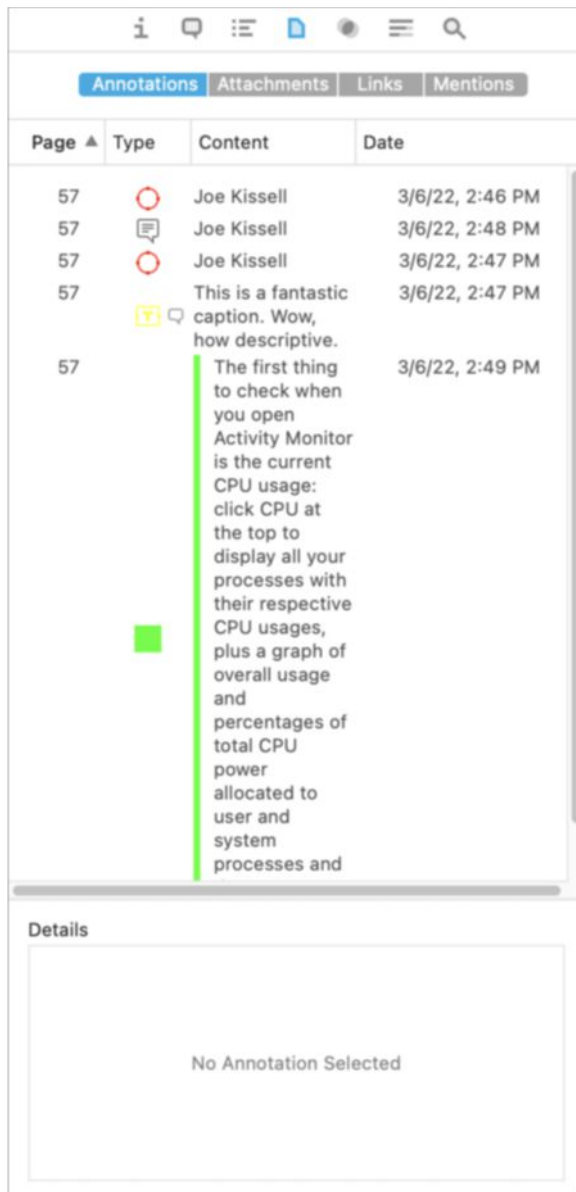 Annotations Attachments Links Mentions
Page Type Content Date
57 Joe Kissell 3/6/22, 2:46 PM
57 Joe Kissell 3/6/22, 2:48 PM
57 Joe Kissell 3/6/22, 2:47 PM
57 This is a fantastic 3/6/22, 2:47 PM
caption. Wow,
how descriptive.
57 The first thing 3/6/22, 2:49 PM
to check when
you open
Activity Monitor
is the current
CPU usage:
click CPU at
the top to
display all your
processes with
their respective
CPU usages,
plus a graph of
overall usage
and
percentages of
total CPU
power
allocated to
user and
system
processes and
Details
No Annotation Selected